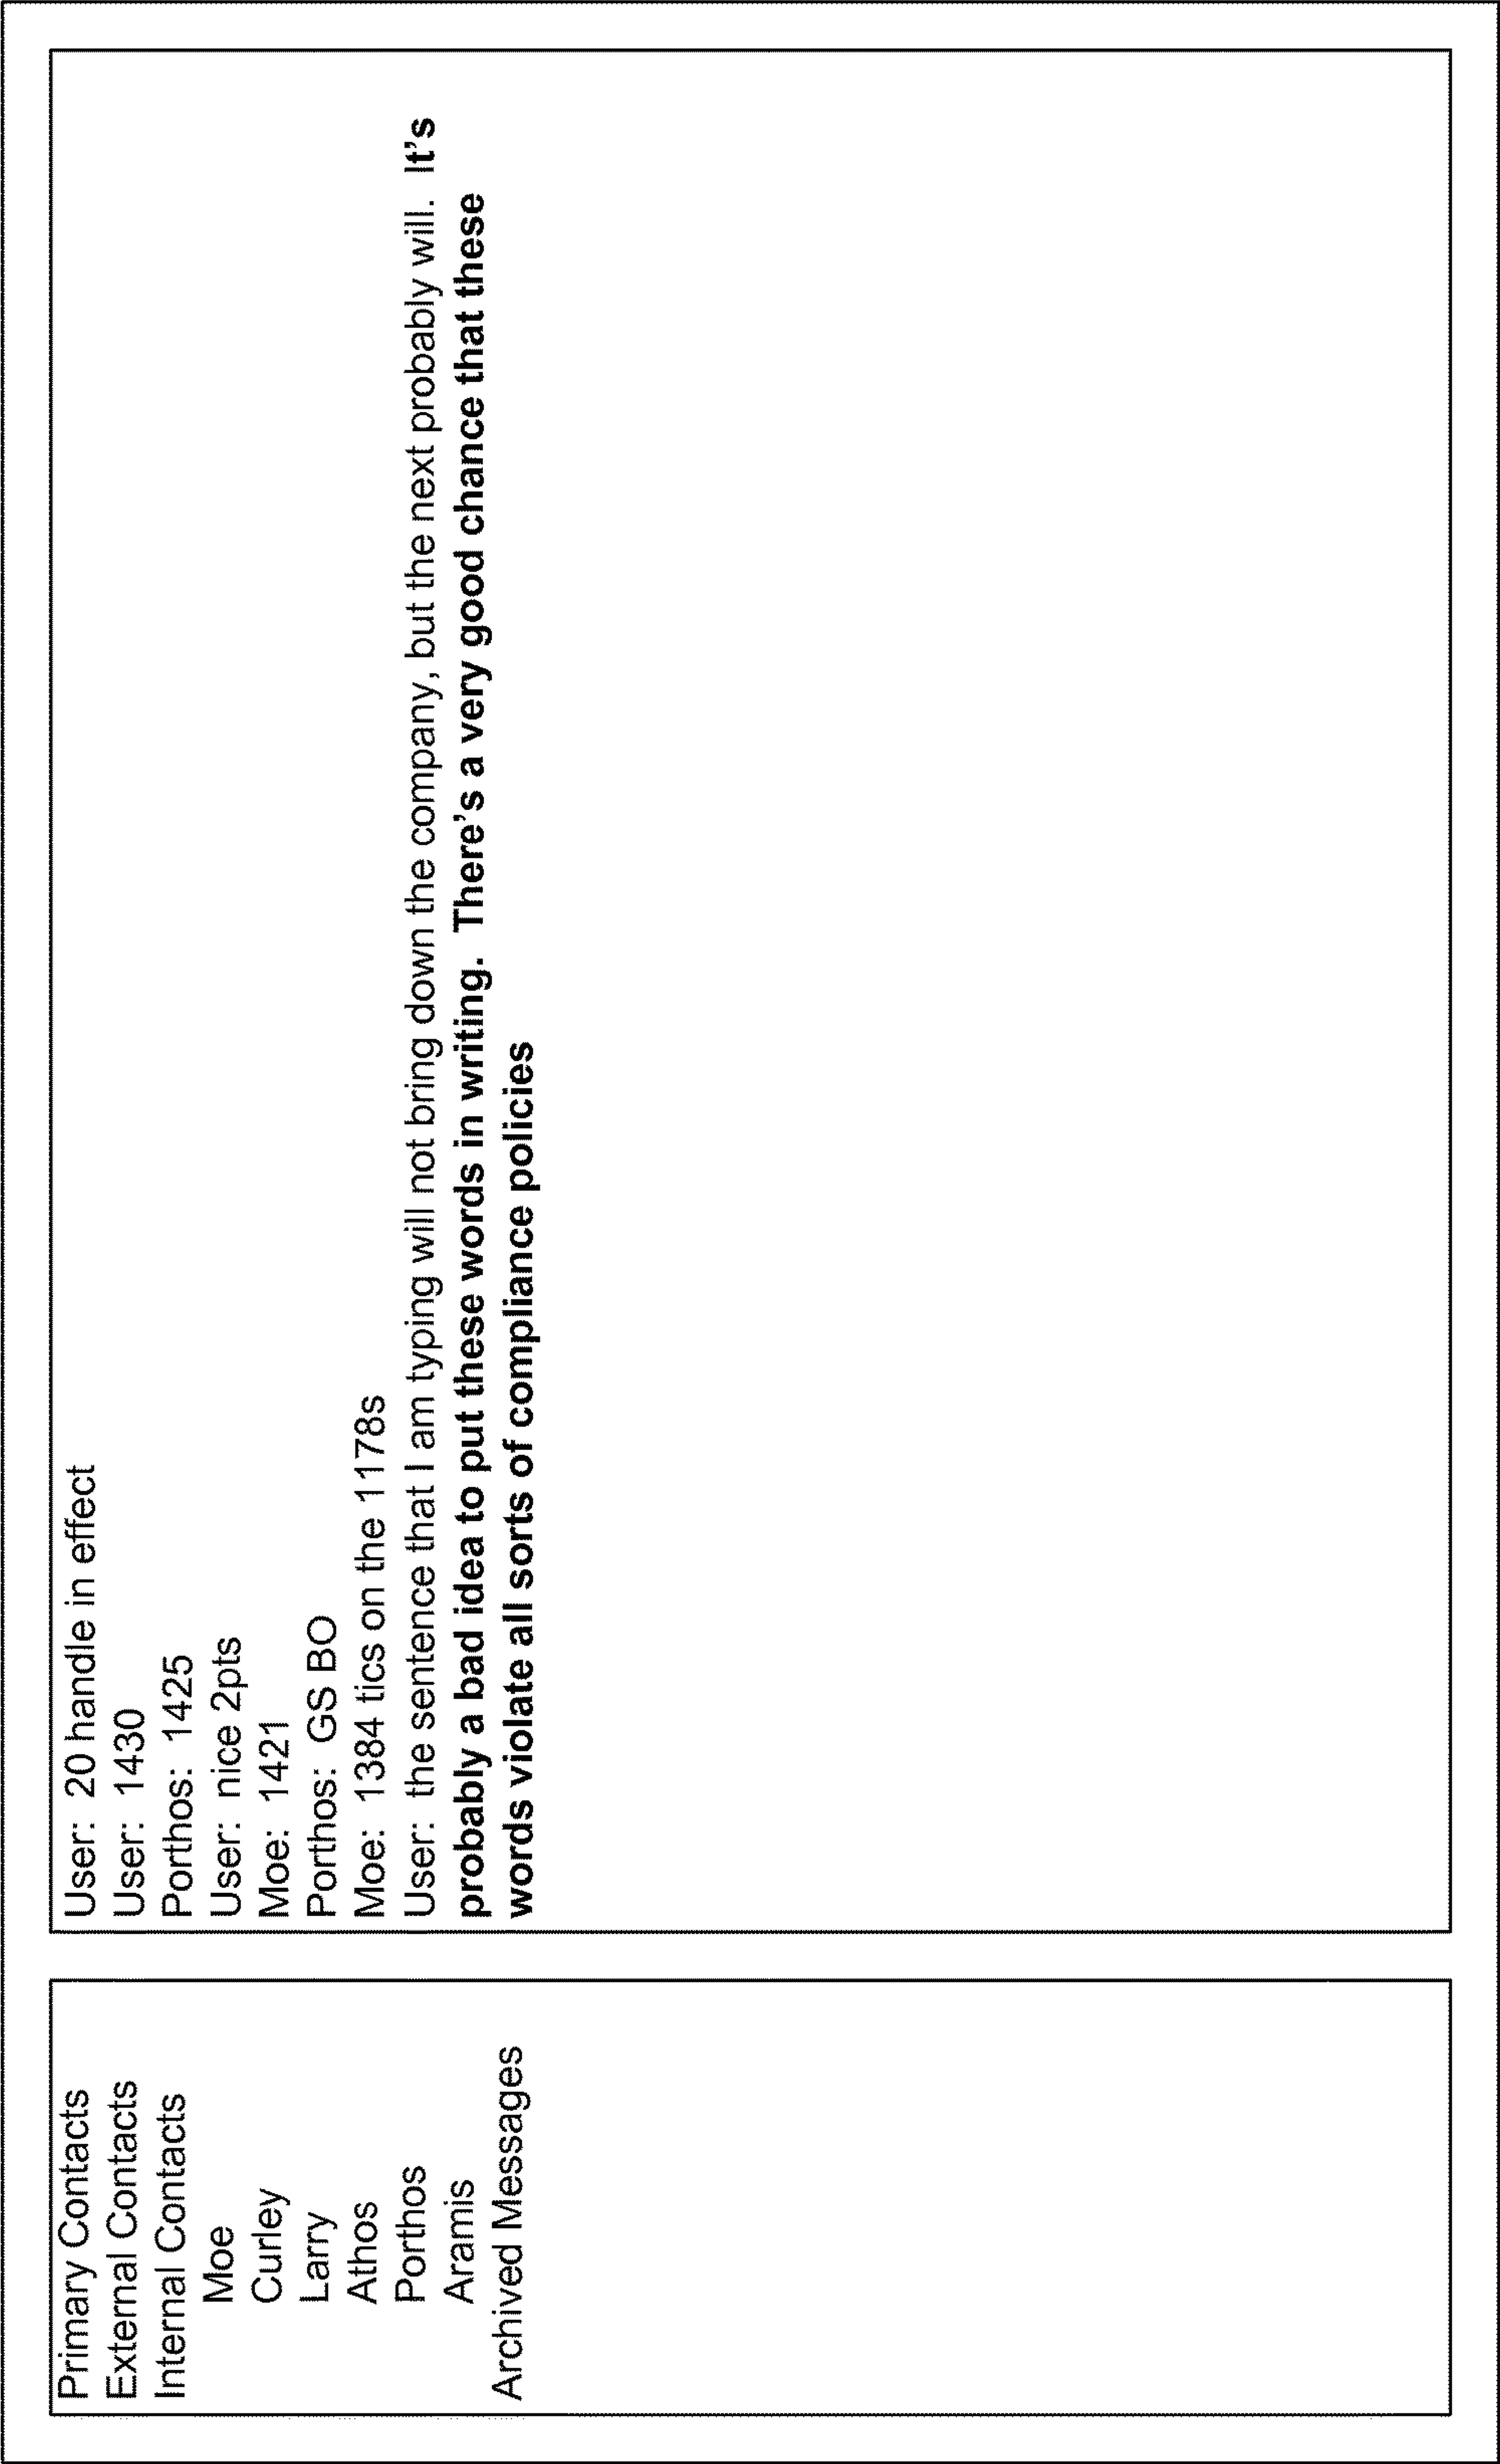 Primary Contacts
External Contacts
Internal Contacts
Moe
Curley
Larry
Athos
Porthos
Aramis
Archived Messages
User: 20 handle in effect
User: 1430
Porthos: 1425
User: nice 2pts
Moe: 1421
Porthos: GS BO
Moe: 1384 tics on the 1178s
User: the sentence that I am typing will not bring down the company, but the next probably will. It's
probably a bad idea to put these words in writing. There's a very good chance that these
words violate all sorts of compliance policies